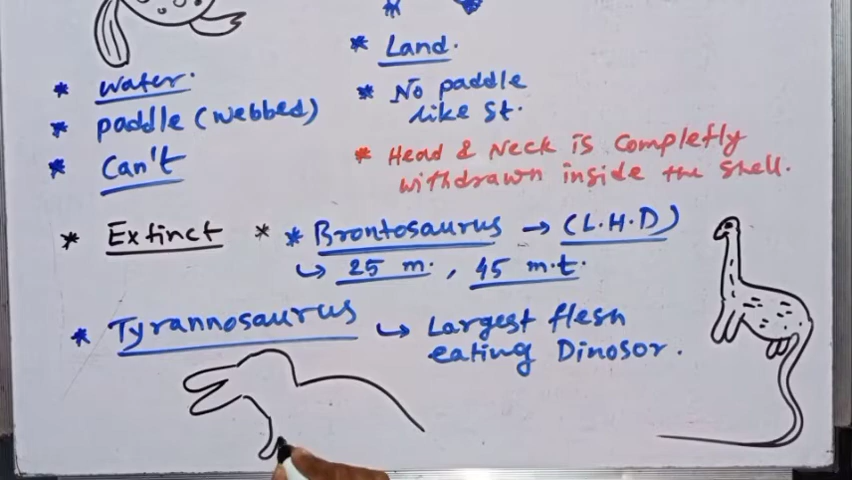 * Water.
* paddle (webbed)
* Can't
* Land.
* No paddle
like St.
* Head & Neck is Completly
withdrawn inside the Shell.
* Extinct * * Brontosaurus → (L.H.D)
↳ 25 m. , 45 m.t.
* Tyrannosaurus ↳ Largest flesh
eating Dinosor.